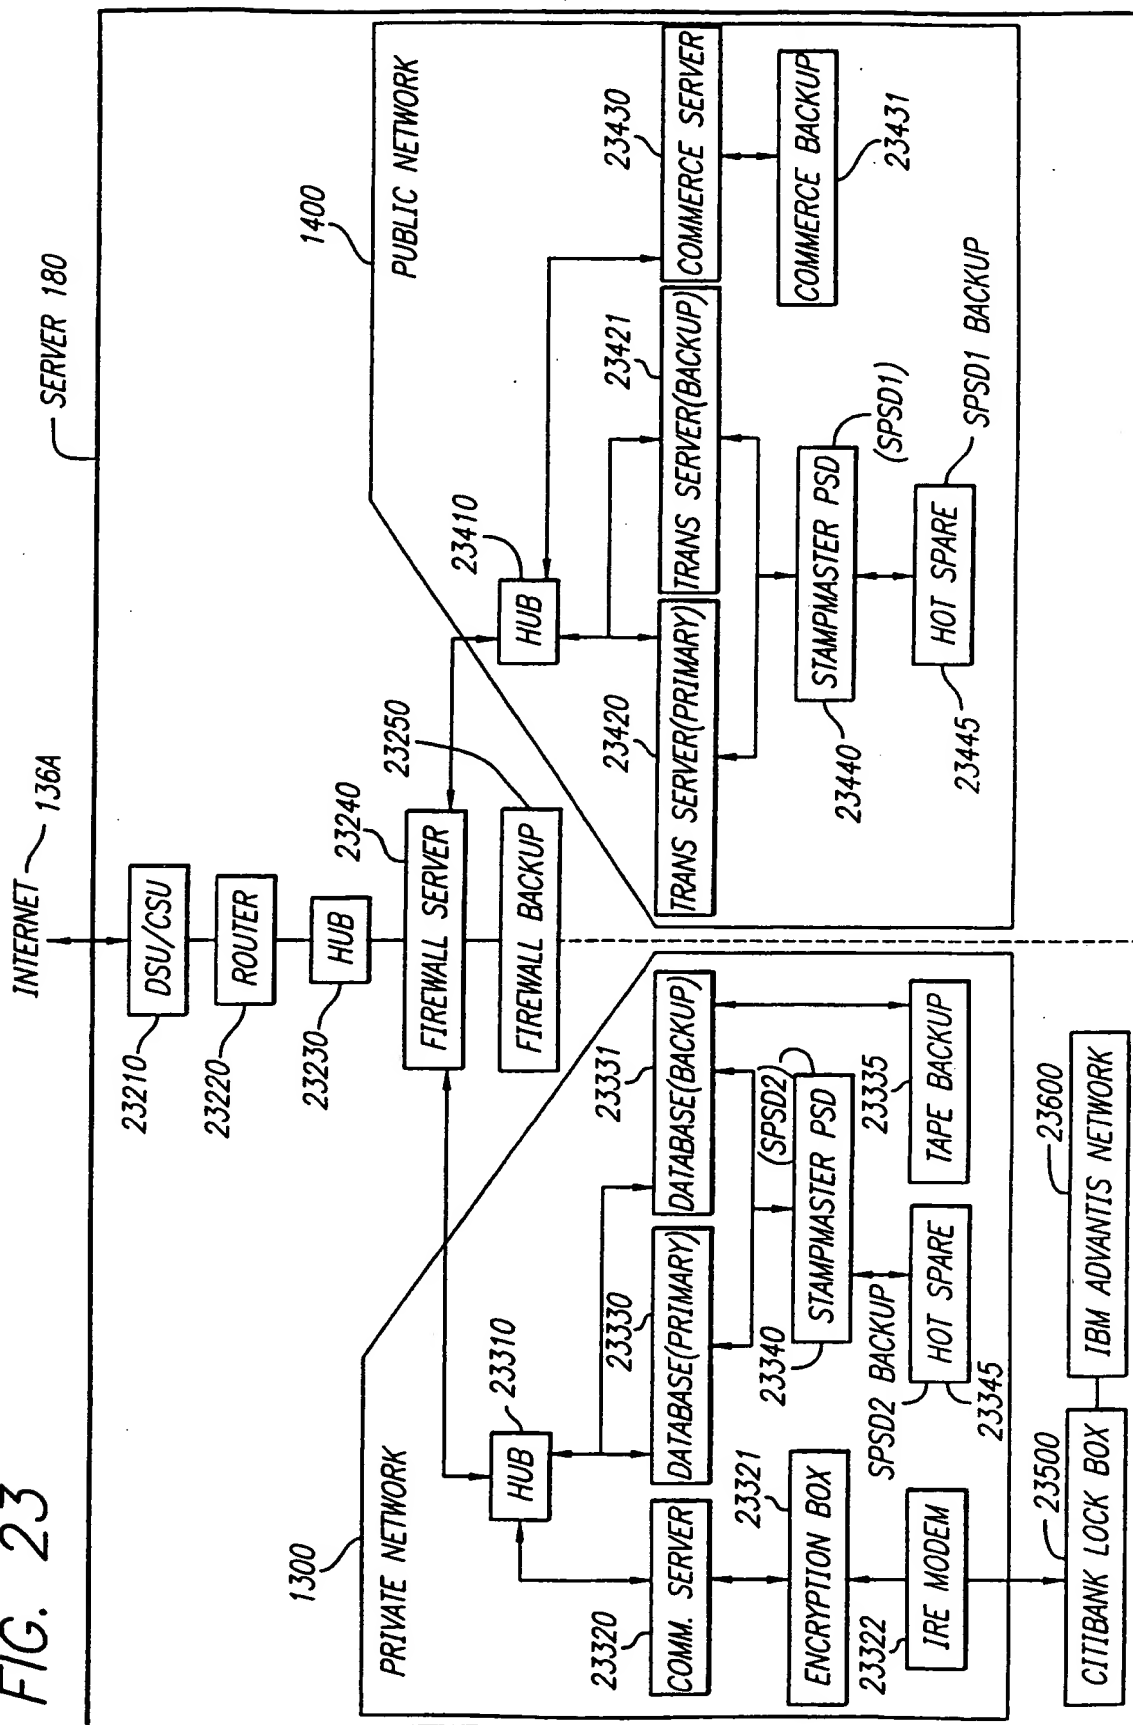 FIG. 23
INTERNET
136A
SERVER 180
DSU/CSU
23210
ROUTER
23220
HUB
23230
FIREWALL SERVER
23240
FIREWALL BACKUP
23250
1300
PRIVATE NETWORK
HUB
23310
COMM. SERVER
23320
DATABASE(PRIMARY)
23330
DATABASE(BACKUP)
23331
ENCRYPTION BOX
23321
STAMPMASTER PSD
23340
(SPSD2)
IRE MODEM
23322
HOT SPARE
23345
SPSD2 BACKUP
TAPE BACKUP
23335
CITIBANK LOCK BOX
23500
IBM ADVANTIS NETWORK
23600
1400
PUBLIC NETWORK
HUB
23410
TRANS SERVER(PRIMARY)
23420
TRANS SERVER(BACKUP)
23421
COMMERCE SERVER
23430
COMMERCE BACKUP
23431
STAMPMASTER PSD
23440
(SPSD1)
HOT SPARE
23445
SPSD1 BACKUP